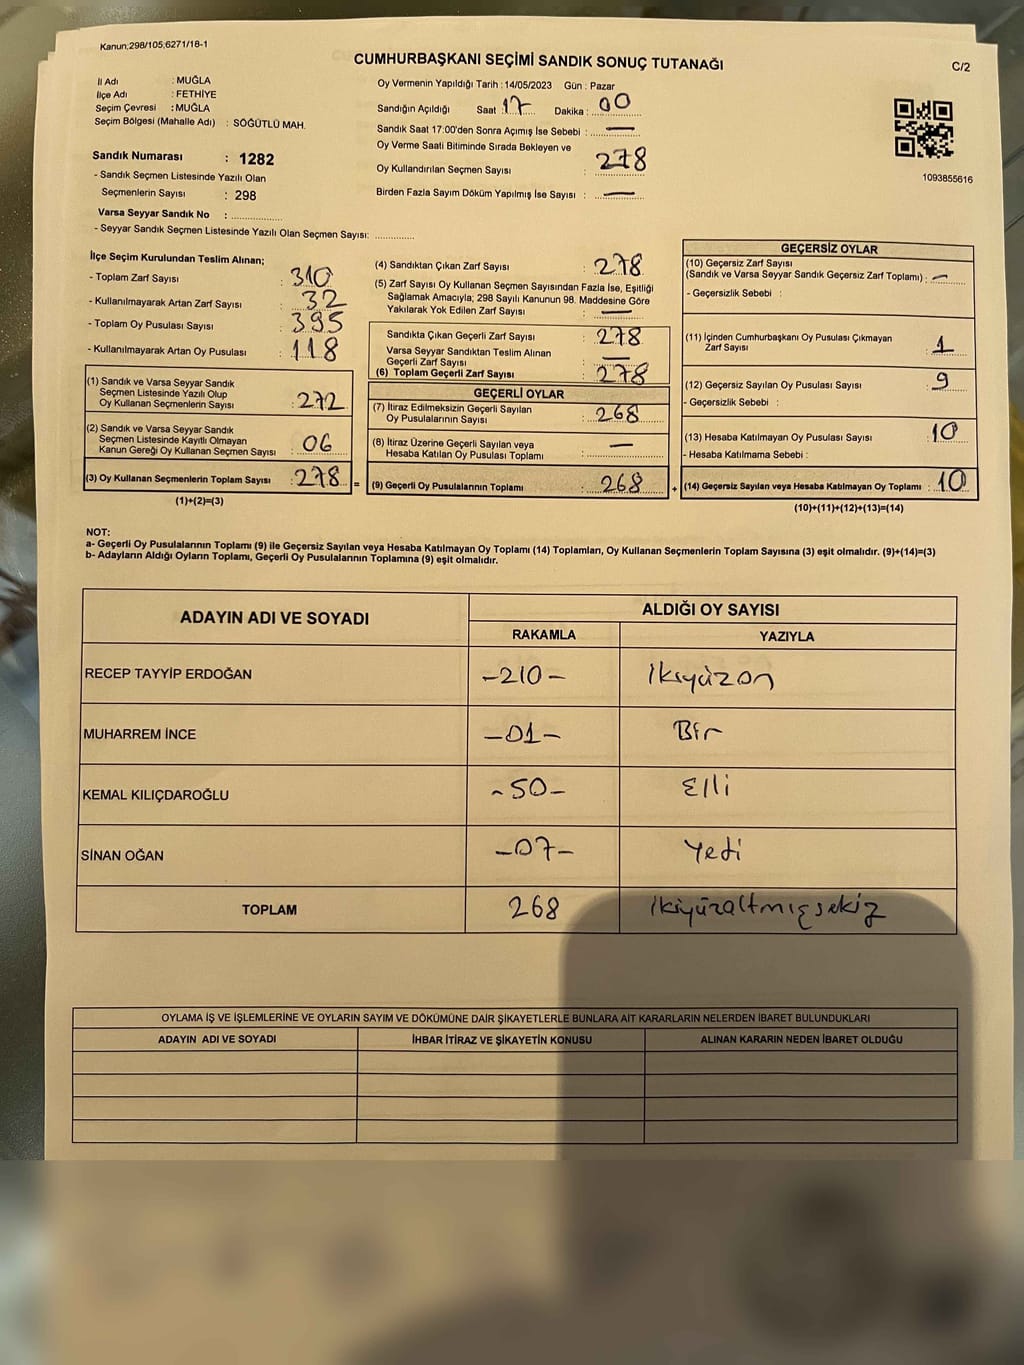 Kanun;298/105;6271/18-1
CUMHURBAŞKANI SEÇİMİ SANDIK SONUÇ TUTANAĞI
C/2
İl Adı : MUĞLA
İlçe Adı : FETHİYE
Seçim Çevresi : MUĞLA
Seçim Bölgesi (Mahalle Adı) : SÖĞÜTLÜ MAH.
Sandık Numarası : 1282
- Sandık Seçmen Listesinde Yazılı Olan
Seçmenlerin Sayısı : 298
Varsa Seyyar Sandık No : ...............
- Seyyar Sandık Seçmen Listesinde Yazılı Olan Seçmen Sayısı: ............
Oy Vermenin Yapıldığı Tarih : 14/05/2023 Gün : Pazar
Sandığın Açıldığı Saat : 17 Dakika : 00
Sandık Saat 17:00'den Sonra Açımış İse Sebebi : —
Oy Verme Saati Bitiminde Sırada Bekleyen ve
Oy Kullandırılan Seçmen Sayısı : 278
Birden Fazla Sayım Döküm Yapılmış İse Sayısı : —
1093855616
İlçe Seçim Kurulundan Teslim Alınan;
- Toplam Zarf Sayısı : 310
- Kullanılmayarak Artan Zarf Sayısı : 32
- Toplam Oy Pusulası Sayısı : 395
- Kullanılmayarak Artan Oy Pusulası : 118
(1) Sandık ve Varsa Seyyar Sandık
Seçmen Listesinde Yazılı Olup
Oy Kullanan Seçmenlerin Sayısı : 272
(2) Sandık ve Varsa Seyyar Sandık
Seçmen Listesinde Kayıtlı Olmayan
Kanun Gereği Oy Kullanan Seçmen Sayısı : 06
(3) Oy Kullanan Seçmenlerin Toplam Sayısı : 278 =
(1)+(2)=(3)
(4) Sandıktan Çıkan Zarf Sayısı : 278
(5) Zarf Sayısı Oy Kullanan Seçmen Sayısından Fazla İse, Eşitliği
Sağlamak Amacıyla; 298 Sayılı Kanunun 98. Maddesine Göre
Yakılarak Yok Edilen Zarf Sayısı : —
Sandıkta Çıkan Geçerli Zarf Sayısı : 278
Varsa Seyyar Sandıktan Teslim Alınan
Geçerli Zarf Sayısı : —
(6) Toplam Geçerli Zarf Sayısı : 278
GEÇERLİ OYLAR
(7) İtiraz Edilmeksizin Geçerli Sayılan
Oy Pusulalarının Sayısı : 268
(8) İtiraz Üzerine Geçerli Sayılan veya
Hesaba Katılan Oy Pusulası Toplamı : —
(9) Geçerli Oy Pusulalarının Toplamı : 268 +
GEÇERSİZ OYLAR
(10) Geçersiz Zarf Sayısı
(Sandık ve Varsa Seyyar Sandık Geçersiz Zarf Toplamı) : —
- Geçersizlik Sebebi :
(11) İçinden Cumhurbaşkanı Oy Pusulası Çıkmayan
Zarf Sayısı : 1
(12) Geçersiz Sayılan Oy Pusulası Sayısı : 9
- Geçersizlik Sebebi :
(13) Hesaba Katılmayan Oy Pusulası Sayısı : 10
- Hesaba Katılmama Sebebi :
(14) Geçersiz Sayılan veya Hesaba Katılmayan Oy Toplamı : 10
(10)+(11)+(12)+(13)=(14)
NOT:
a- Geçerli Oy Pusulalarının Toplamı (9) ile Geçersiz Sayılan veya Hesaba Katılmayan Oy Toplamı (14) Toplamları, Oy Kullanan Seçmenlerin Toplam Sayısına (3) eşit olmalıdır. (9)+(14)=(3)
b- Adayların Aldığı Oyların Toplamı, Geçerli Oy Pusulalarının Toplamına (9) eşit olmalıdır.
ADAYIN ADI VE SOYADI
ALDIĞI OY SAYISI
RAKAMLA YAZIYLA
RECEP TAYYİP ERDOĞAN -210- İkiyüzon
MUHARREM İNCE -01- Bir
KEMAL KILIÇDAROĞLU -50- Elli
SİNAN OĞAN -07- Yedi
TOPLAM 268 ikiyüzaltmışsekiz
OYLAMA İŞ VE İŞLEMLERİNE VE OYLARIN SAYIM VE DÖKÜMÜNE DAİR ŞİKAYETLERLE BUNLARA AİT KARARLARIN NELERDEN İBARET BULUNDUKLARI
ADAYIN ADI VE SOYADI İHBAR İTİRAZ VE ŞİKAYETİN KONUSU ALINAN KARARIN NEDEN İBARET OLDUĞU